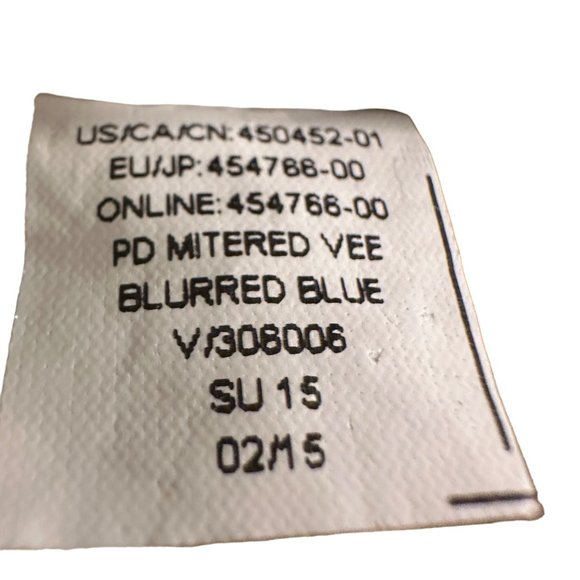 US/CA/CN: 450452-01
EU/JP: 454766-00
ONLINE: 454766-00
PD MITERED VEE
BLURRED BLUE
V/306006
SU 15
02/15